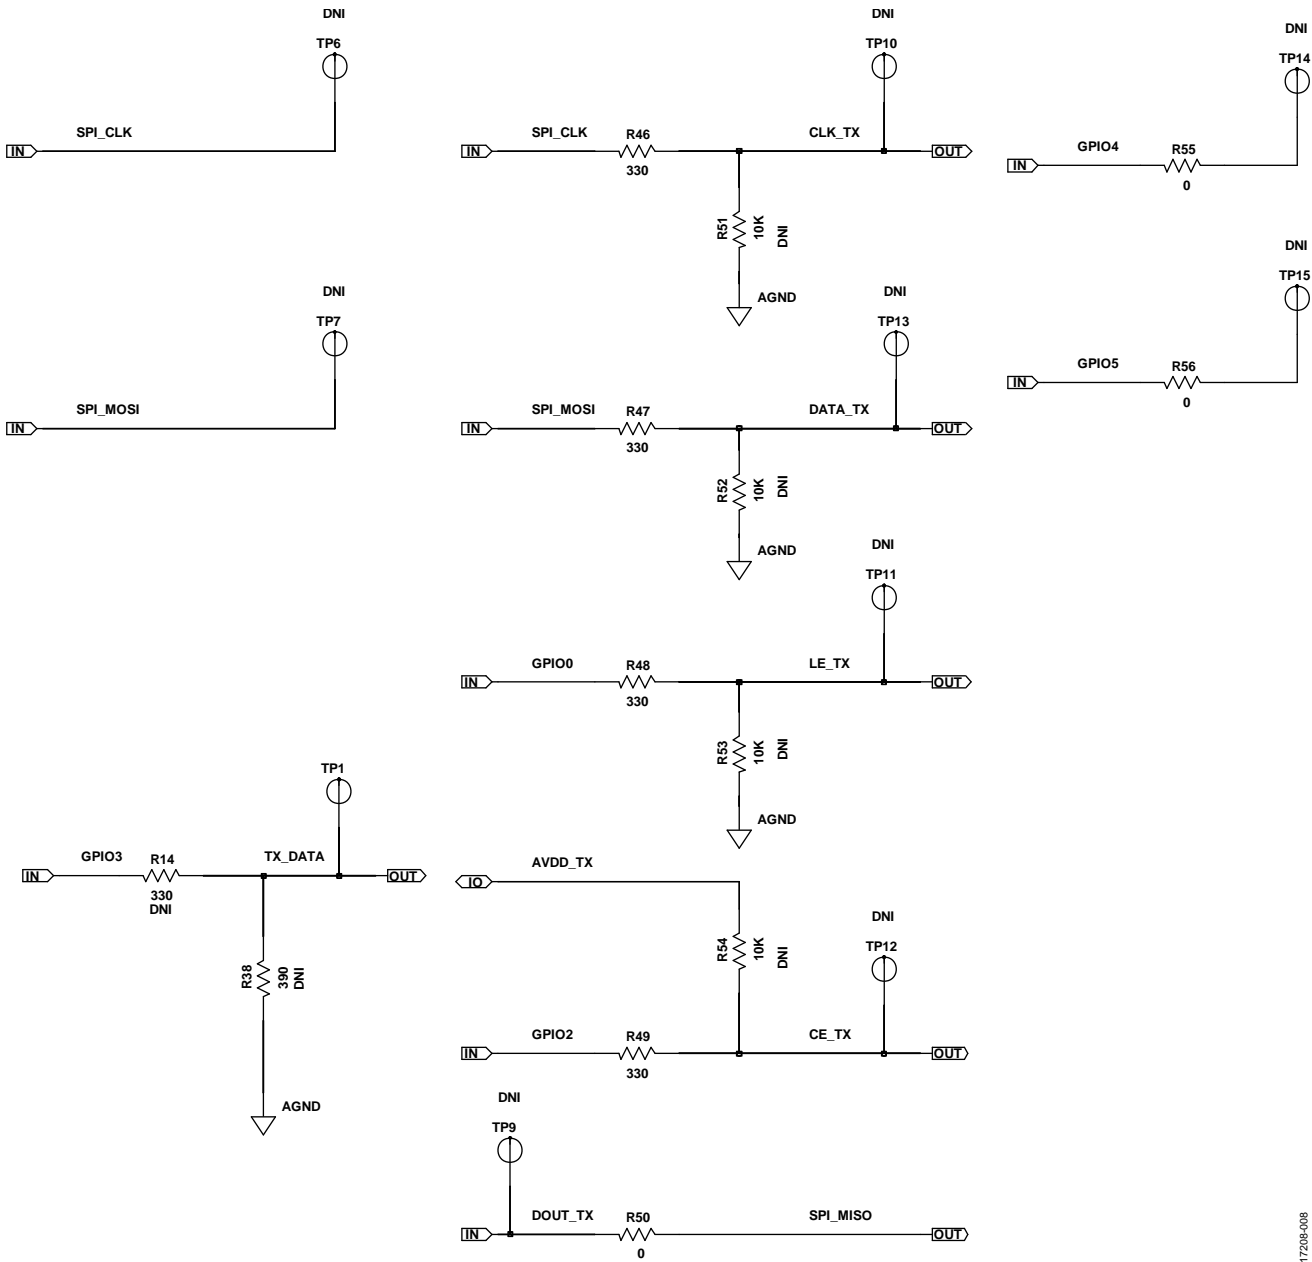 DNI
TP6
SPI_CLK
IN
DNI
TP10
SPI_CLK
R46
CLK_TX
IN
OUT
330
R51
10K
DNI
AGND
DNI
TP14
GPIO4
R55
IN
0
DNI
TP7
SPI_MOSI
IN
DNI
TP13
SPI_MOSI
R47
DATA_TX
IN
OUT
330
R52
10K
DNI
AGND
DNI
TP15
GPIO5
R56
IN
0
DNI
TP11
GPIO0
R48
LE_TX
IN
OUT
330
R53
10K
DNI
AGND
TP1
GPIO3
R14
TX_DATA
IN
OUT
330
DNI
R38
390
DNI
AGND
AVDD_TX
IO
R54
10K
DNI
DNI
TP12
GPIO2
R49
CE_TX
IN
OUT
330
DNI
TP9
DOUT_TX
R50
SPI_MISO
IN
OUT
0
17208-008